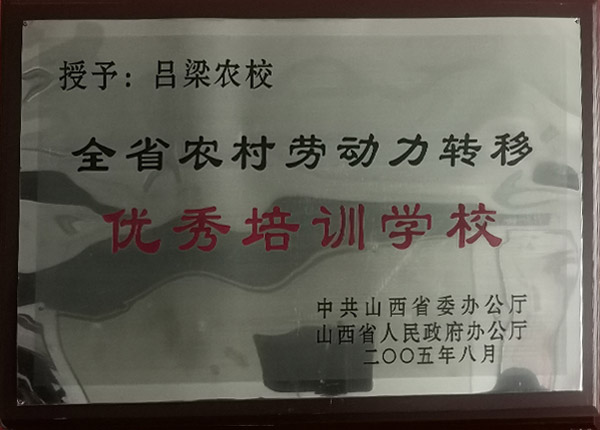 授予：吕梁农校
全省农村劳动力转移
优秀培训学校
中共山西省委办公厅
山西省人民政府办公厅
二〇〇五年八月